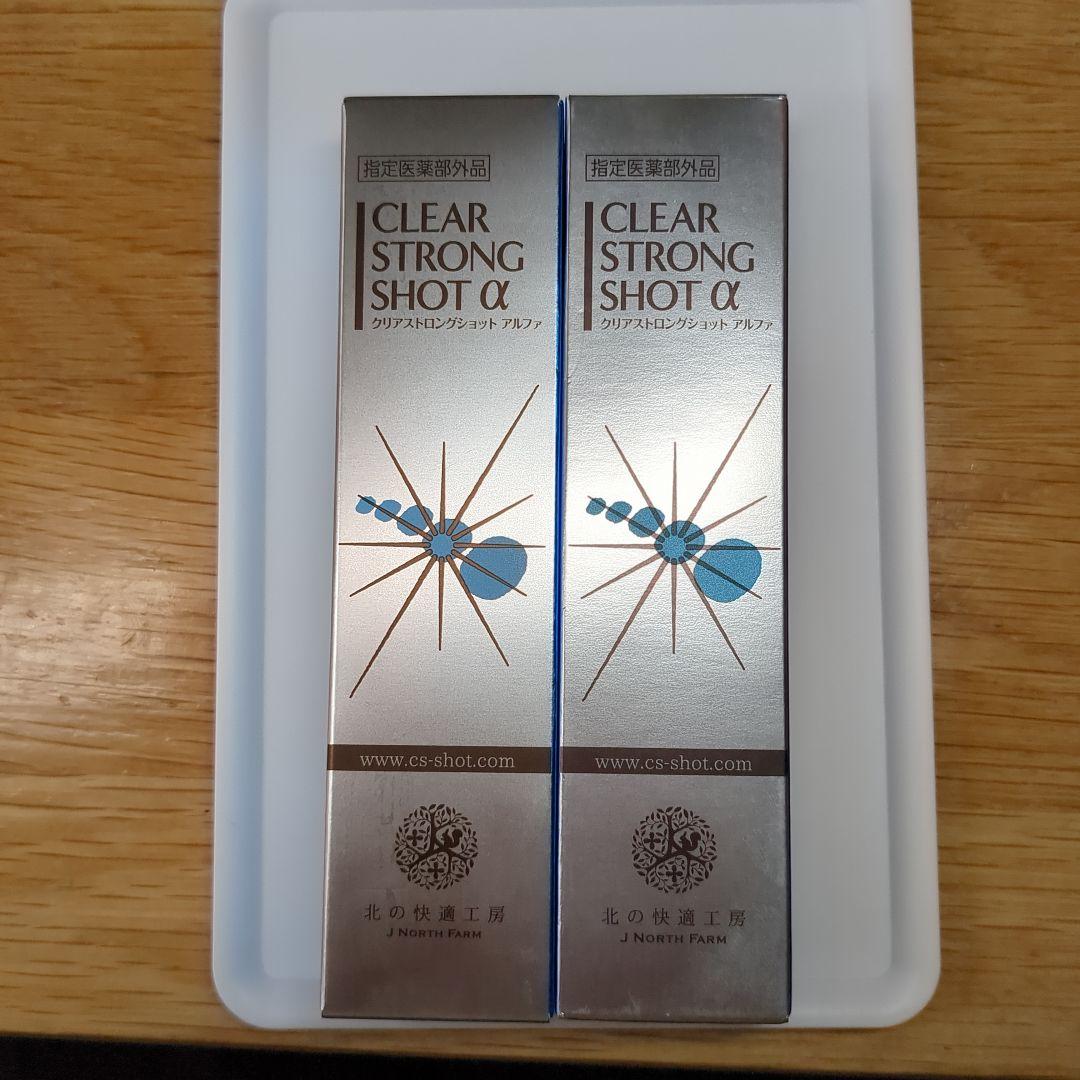 指定医薬部外品
CLEAR
STRONG
SHOT α
クリアストロングショット アルファ
www.cs-shot.com
北の快適工房
J NORTH FARM
指定医薬部外品
CLEAR
STRONG
SHOT α
クリアストロングショット アルファ
www.cs-shot.com
北の快適工房
J NORTH FARM